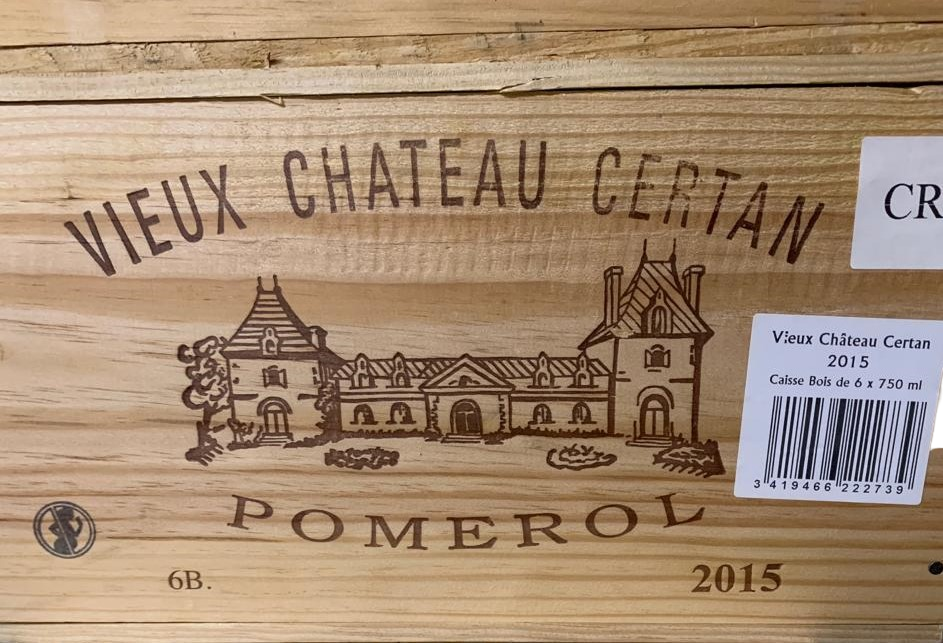 VIEUX CHATEAU CERTAN
CR
Vieux Château Certan
2015
Caisse Bois de 6 x 750 ml
3 419466 222739
POMEROL
6B.
2015